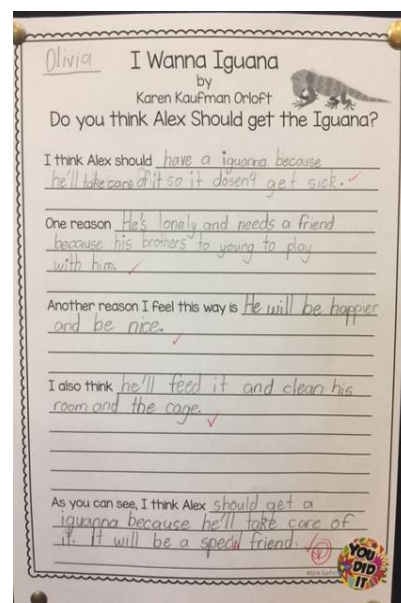 Olivia
I Wanna Iguana
by
Karen Kaufman Orloft
Do you think Alex Should get the Iguana?
I think Alex should have a iguanna because
he'll take care of it so it dosen't get sick.
One reason He's lonely and needs a friend
because his brothers to young to play
with him.
Another reason I feel this way is He will be happier
and be nice.
I also think he'll feed it and clean his
room and the cage.
As you can see, I think Alex should get a
iguanna because he'll take care of
it. It will be a special friend.
YOU
DID
IT